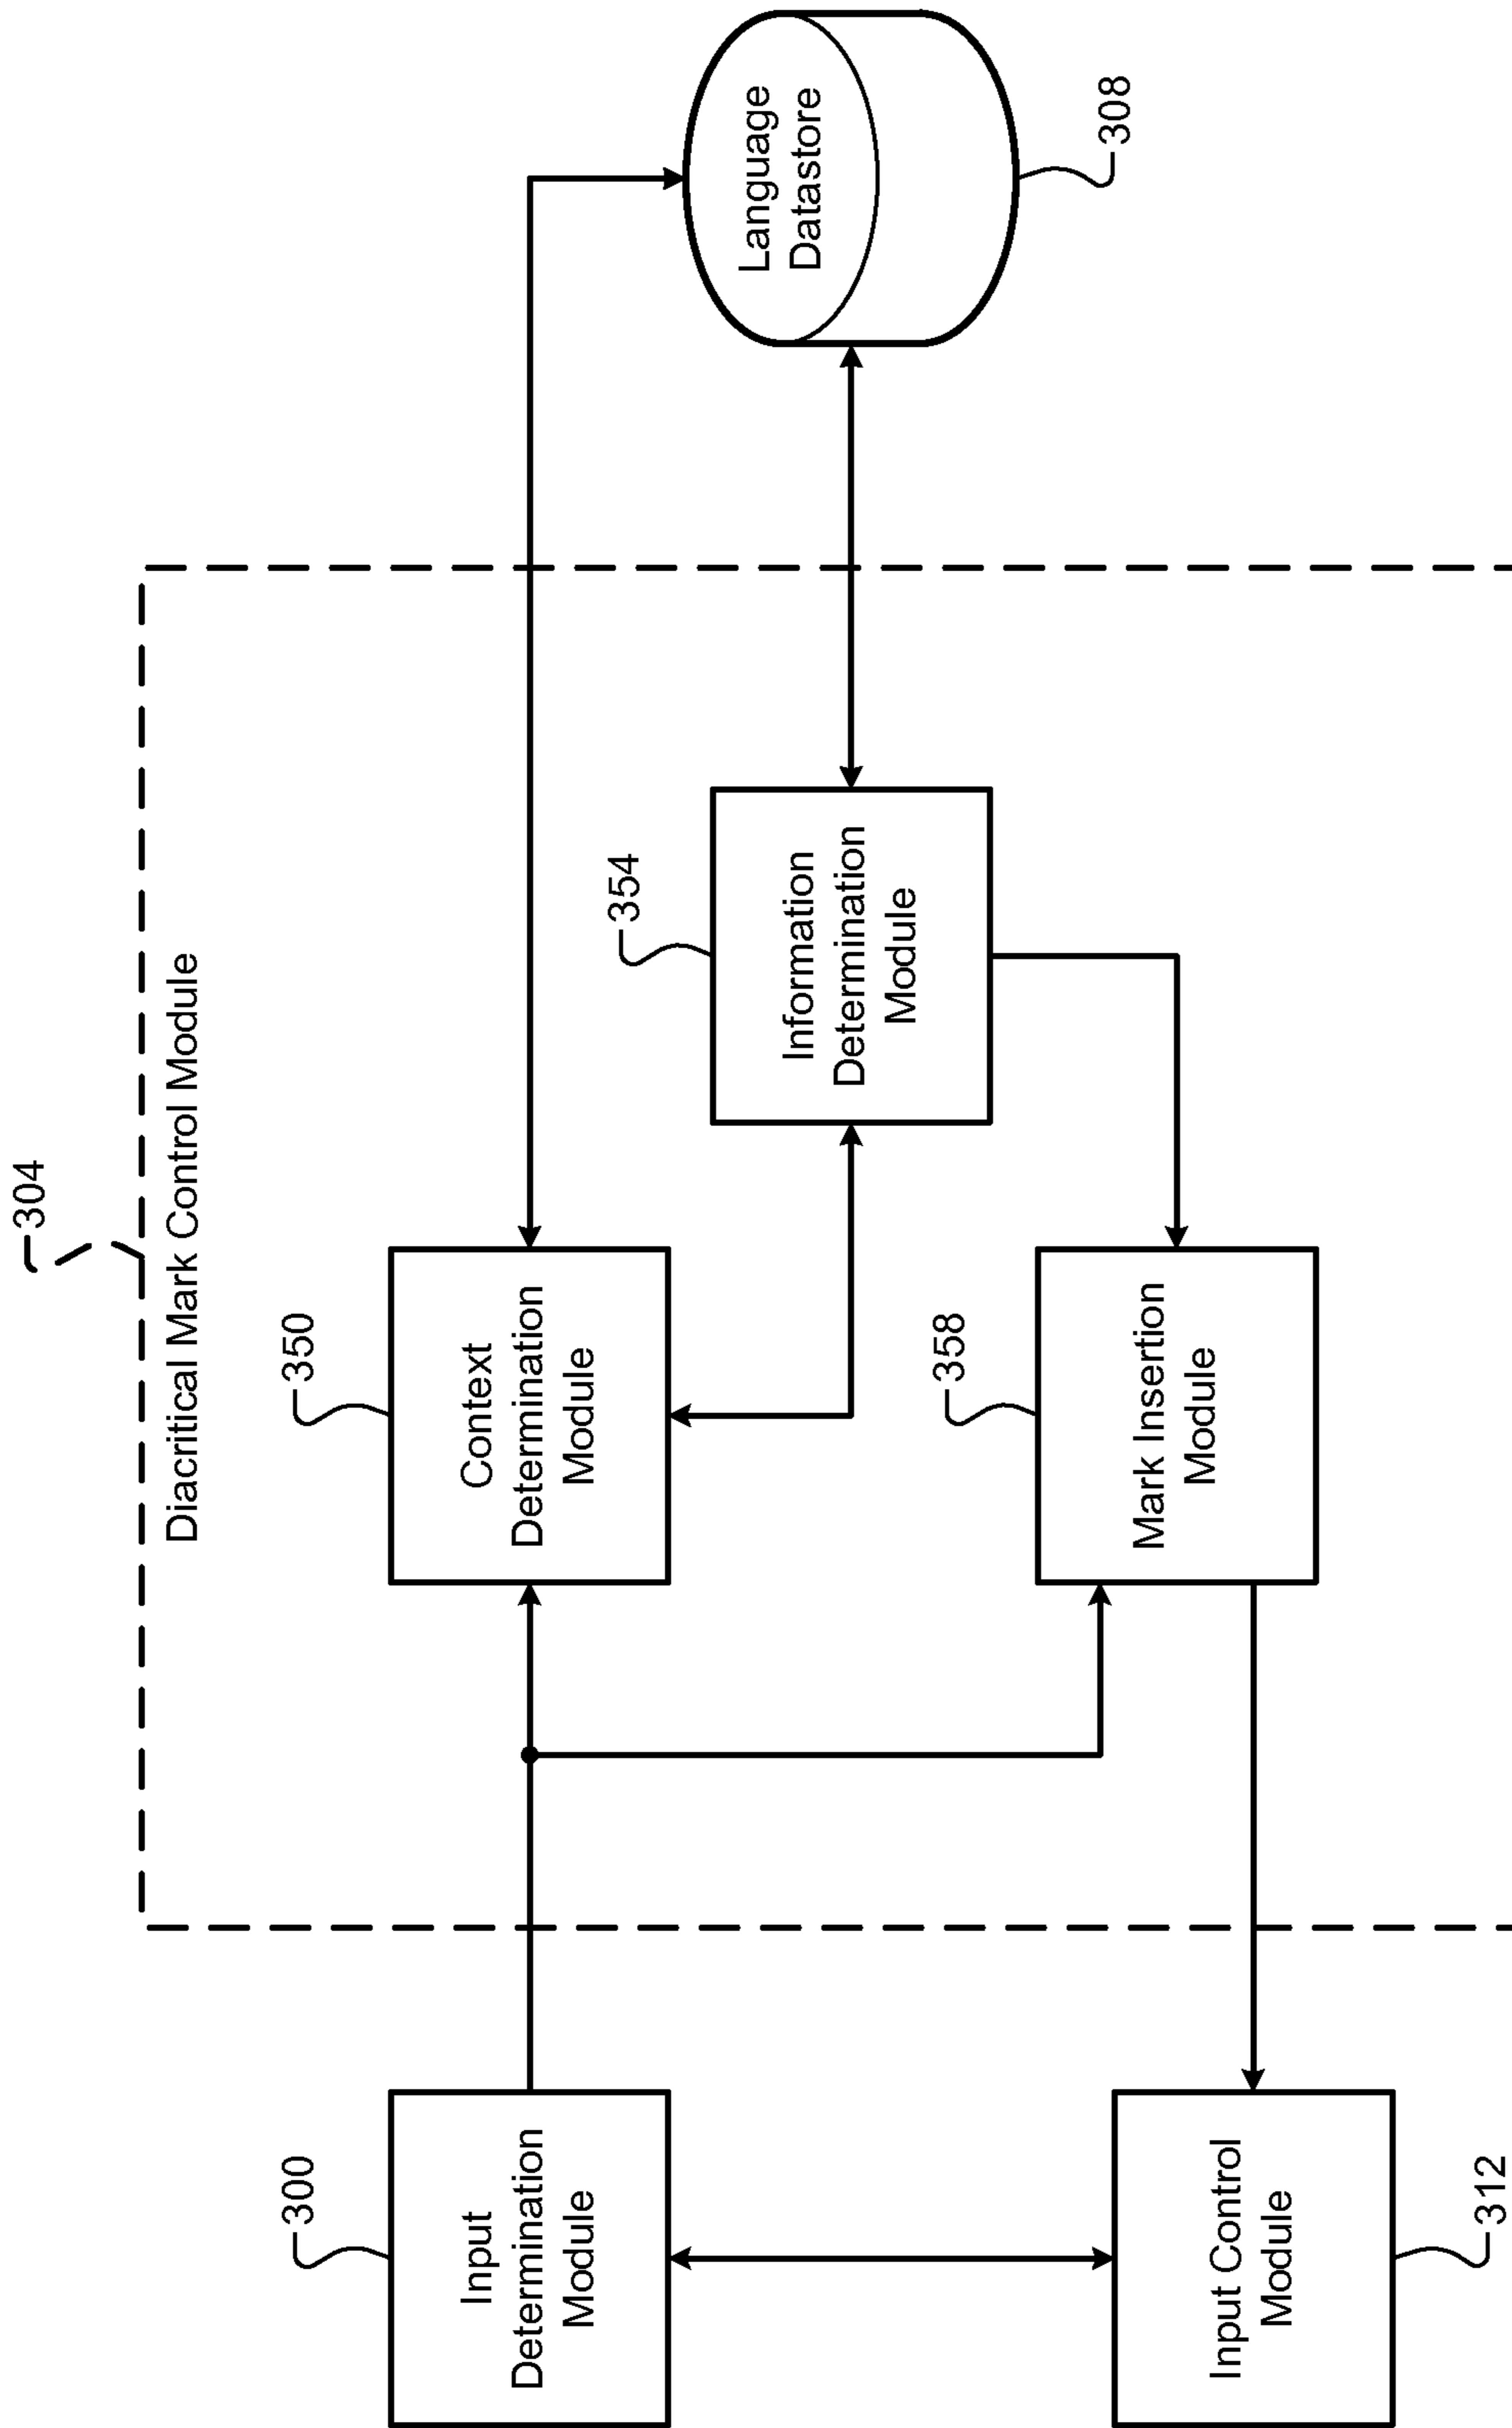 304
Diacritical Mark Control Module
300
Input
Determination
Module
350
Context
Determination
Module
354
Information
Determination
Module
Language
Datastore
308
358
Mark Insertion
Module
Input Control
Module
312